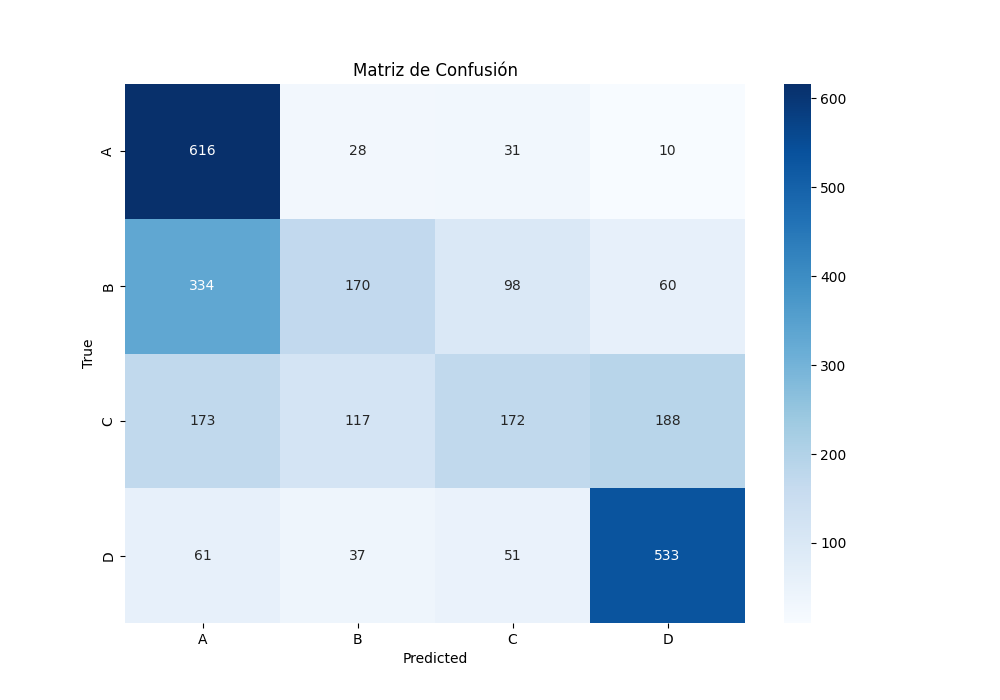 Matriz de Confusión
True
A
616 28 31 10
B
334 170 98 60
C
173 117 172 188
D
61 37 51 533
A B C D
Predicted
600
500
400
300
200
100